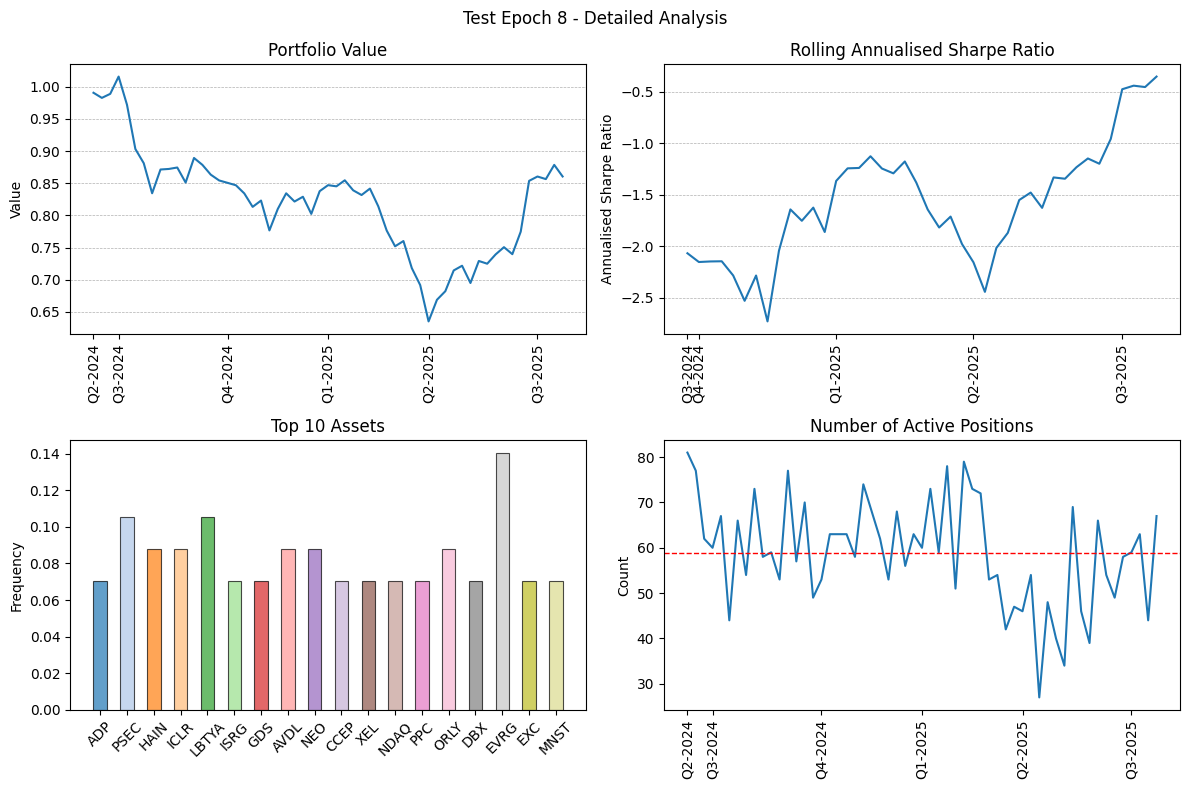 Test Epoch 8 - Detailed Analysis
Portfolio Value
Value
1.00
0.95
0.90
0.85
0.80
0.75
0.70
0.65
Q2-2024
Q3-2024
Q4-2024
Q1-2025
Q2-2025
Q3-2025
Rolling Annualised Sharpe Ratio
Annualised Sharpe Ratio
−0.5
−1.0
−1.5
−2.0
−2.5
Q3-2024
Q4-2024
Q1-2025
Q2-2025
Q3-2025
Top 10 Assets
Frequency
0.14
0.12
0.10
0.08
0.06
0.04
0.02
0.00
ADP
PSEC
HAIN
ICLR
LBTYA
ISRG
GDS
AVDL
NEO
CCEP
XEL
NDAQ
PPC
ORLY
DBX
EVRG
EXC
MNST
Number of Active Positions
Count
80
70
60
50
40
30
Q2-2024
Q3-2024
Q4-2024
Q1-2025
Q2-2025
Q3-2025